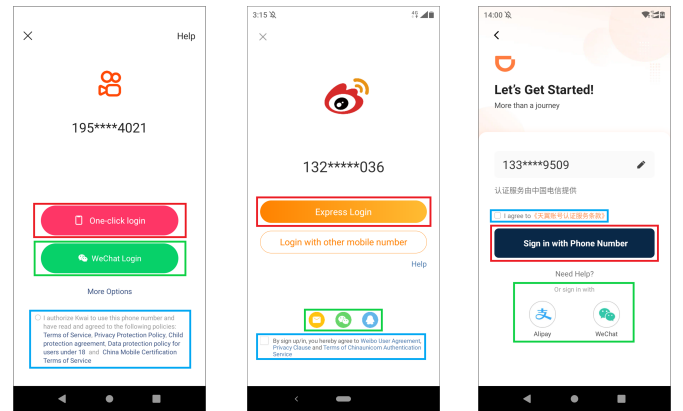 Help
195****4021
One-click login
WeChat Login
More Options
I authorize Kwai to use this phone number and
have read and agreed to the following policies:
Terms of Service, Privacy Protection Policy, Child
protection agreement, Data protection policy for
users under 18 and China Mobile Certification
Terms of Service
3:15
132*****036
Express Login
Login with other mobile number
Help
By sign up/in, you hereby agree to Weibo User Agreement,
Privacy Clause and Terms of Chinaunicom Authentication
Service
14:00
Let's Get Started!
More than a journey
133****9509
认证服务由中国电信提供
I agree to 《天翼账号认证服务条款》
Sign in with Phone Number
Need Help?
Or sign in with
Alipay
WeChat